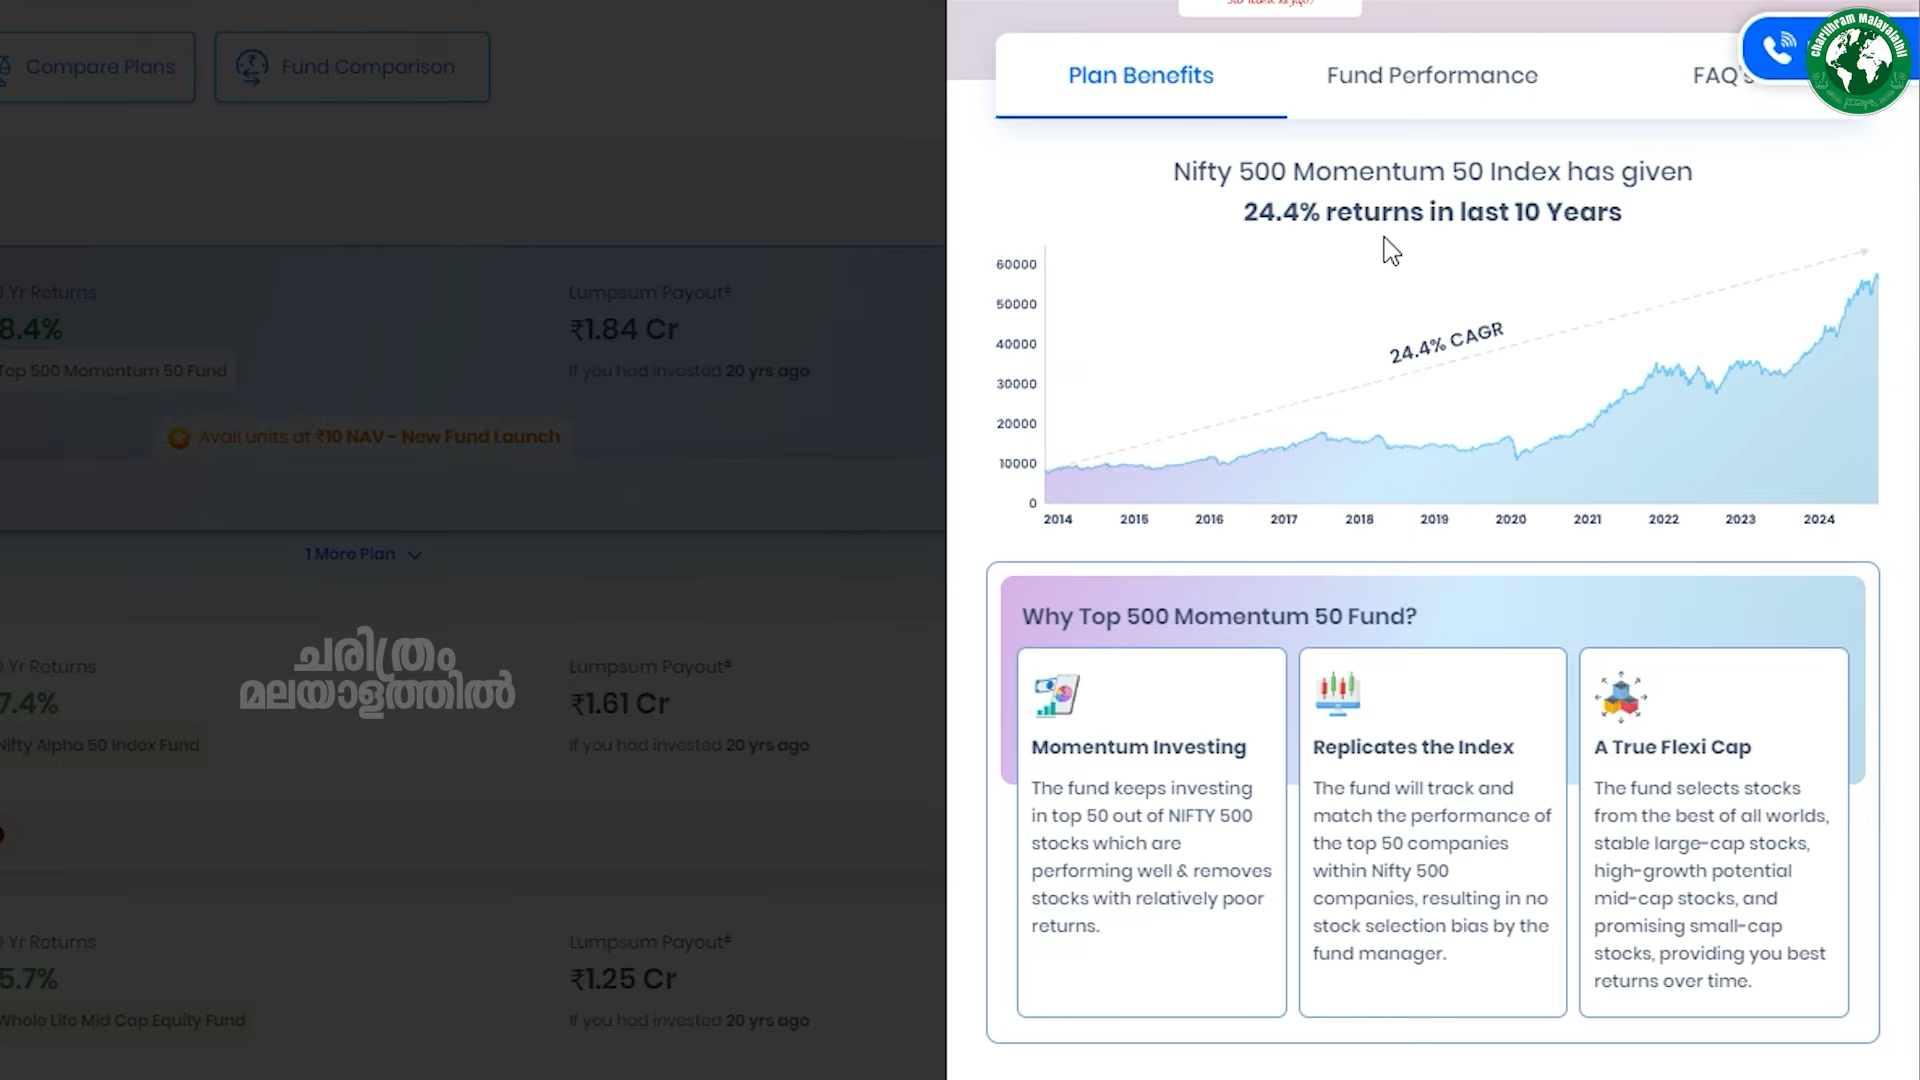 Compare Plans
Fund Comparison
Yr Returns
8.4%
Top 500 Momentum 50 Fund
Lumpsum Payout#
₹1.84 Cr
If you had invested 20 yrs ago
Avail units at ₹10 NAV - New Fund Launch
1 More Plan
Yr Returns
7.4%
Nifty Alpha 50 Index Fund
Lumpsum Payout#
₹1.61 Cr
If you had invested 20 yrs ago
ചരിത്രം
മലയാളത്തിൽ
Yr Returns
5.7%
Whole Life Mid Cap Equity Fund
Lumpsum Payout#
₹1.25 Cr
If you had invested 20 yrs ago
Charithram Malayalathil
Plan Benefits
Fund Performance
FAQ's
Nifty 500 Momentum 50 Index has given
24.4% returns in last 10 Years
60000
50000
40000
30000
20000
10000
0
24.4% CAGR
2014 2015 2016 2017 2018 2019 2020 2021 2022 2023 2024
Why Top 500 Momentum 50 Fund?
Momentum Investing
The fund keeps investing
in top 50 out of NIFTY 500
stocks which are
performing well & removes
stocks with relatively poor
returns.
Replicates the Index
The fund will track and
match the performance of
the top 50 companies
within Nifty 500
companies, resulting in no
stock selection bias by the
fund manager.
A True Flexi Cap
The fund selects stocks
from the best of all worlds,
stable large-cap stocks,
high-growth potential
mid-cap stocks, and
promising small-cap
stocks, providing you best
returns over time.